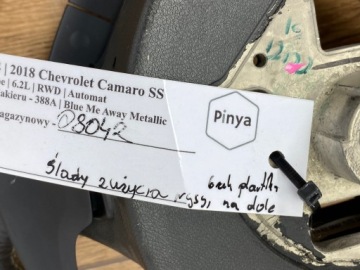 | 2018 Chevrolet Camaro SS
| 6.2L | RWD | Automat
akieru - 388A | Blue Me Away Metallic
agazynowy - 08042
Pinya
ślady zużycia, rysy, brak plastiku
na dole